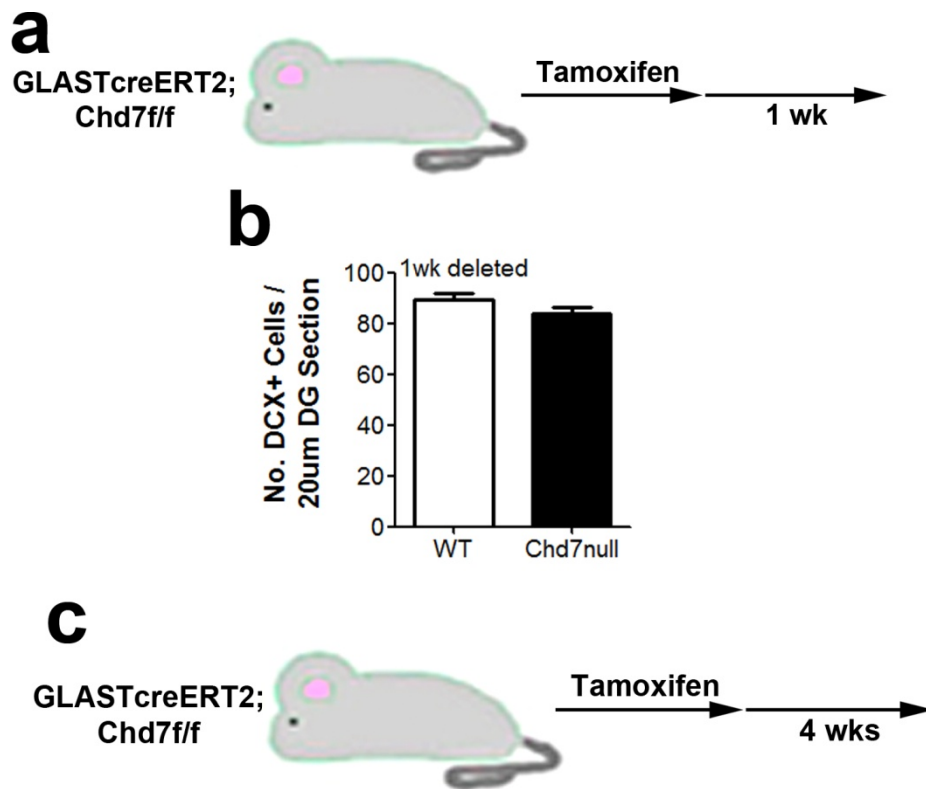 a
GLASTcreERT2;
Chd7f/f
Tamoxifen
1 wk
b
No. DCX+ Cells /
20um DG Section
1wk deleted
100
80
60
40
20
0
WT
Chd7null
c
GLASTcreERT2;
Chd7f/f
Tamoxifen
4 wks